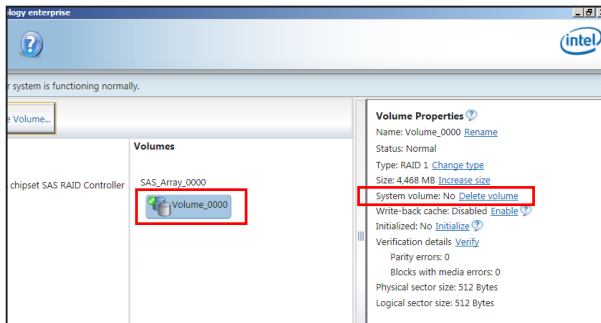 ology enterprise
?
intel
r system is functioning normally.
e Volume...
Volumes
chipset SAS RAID Controller
SAS_Array_0000
Volume_0000
Volume Properties ?
Name: Volume_0000 Rename
Status: Normal
Type: RAID 1 Change type
Size: 4,468 MB Increase size
System volume: No Delete volume
Write-back cache: Disabled Enable ?
Initialized: No Initialize ?
Verification details Verify
Parity errors: 0
Blocks with media errors: 0
Physical sector size: 512 Bytes
Logical sector size: 512 Bytes